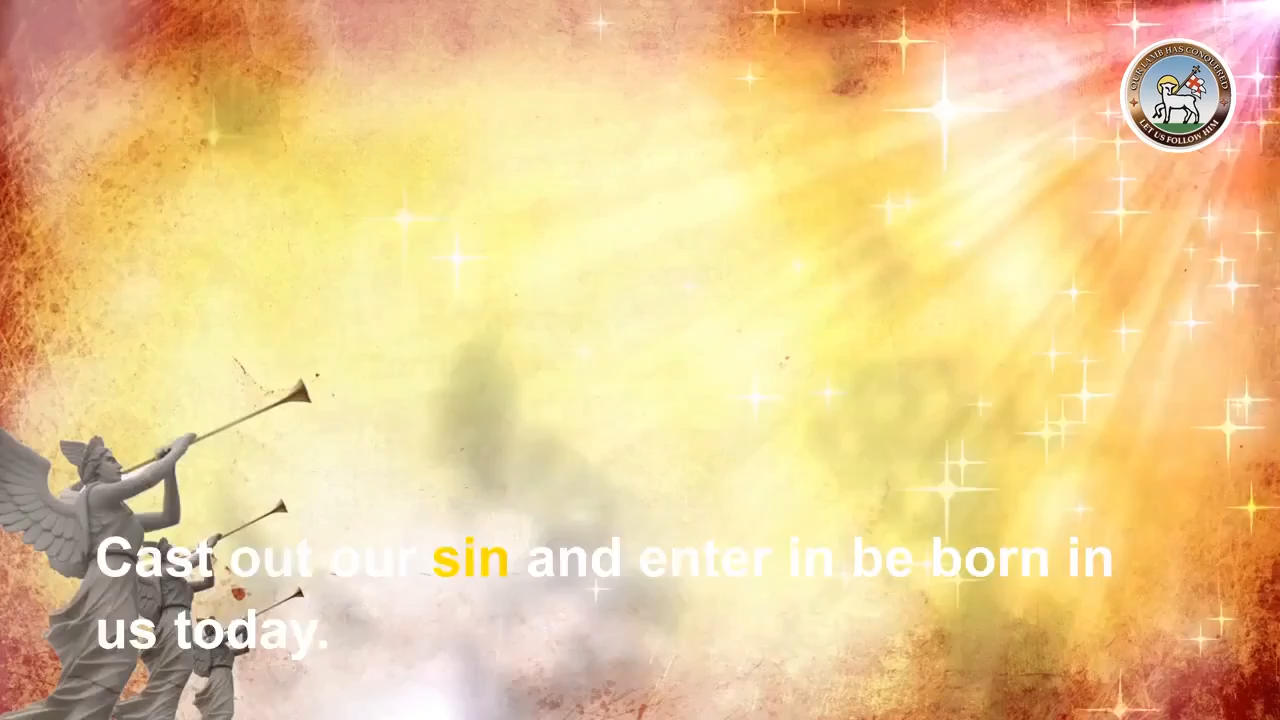 OUR LAMB HAS CONQUERED
LET US FOLLOW HIM
Cast out our sin and enter in be born in
us today.